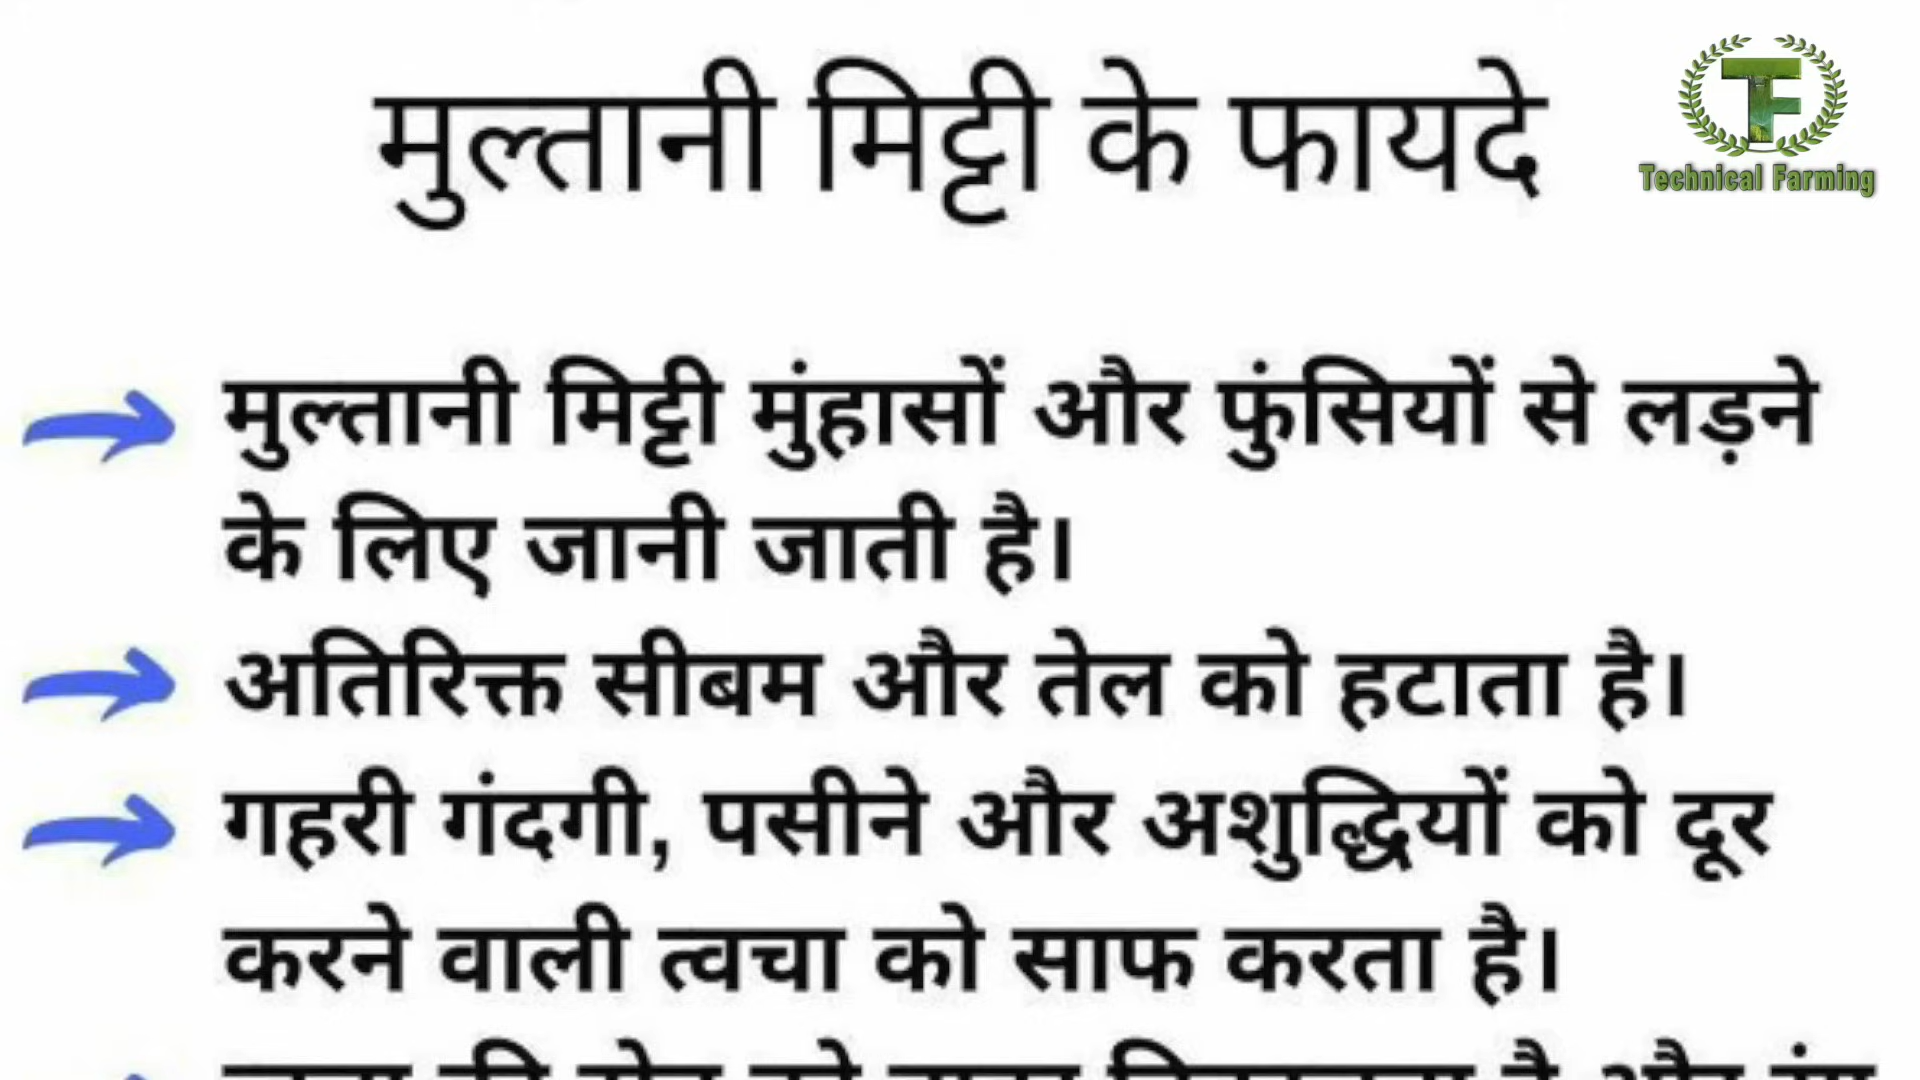 मुल्तानी मिट्टी के फायदे
Technical Farming
मुल्तानी मिट्टी मुंहासों और फुंसियों से लड़ने
के लिए जानी जाती है।
अतिरिक्त सीबम और तेल को हटाता है।
गहरी गंदगी, पसीने और अशुद्धियों को दूर
करने वाली त्वचा को साफ करता है।